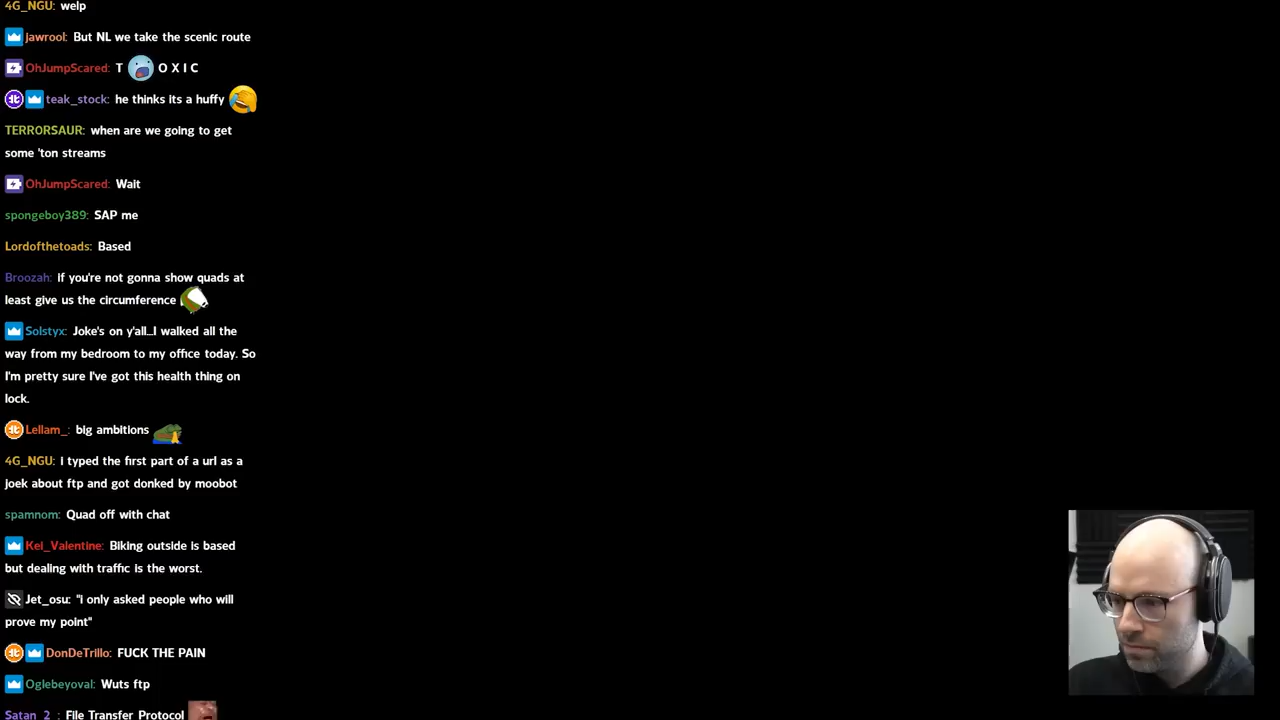 4G_NGU: welp
Jawrool: But NL we take the scenic route
OhJumpScared: T O X I C
teak_stock: he thinks its a huffy
TERRORSAUR: when are we going to get
some 'ton streams
OhJumpScared: Wait
spongeboy389: SAP me
Lordofthetoads: Based
Broozah: if you're not gonna show quads at
least give us the circumference
Solstyx: Joke's on y'all...I walked all the
way from my bedroom to my office today. So
I'm pretty sure I've got this health thing on
lock.
Lellam_: big ambitions
4G_NGU: I typed the first part of a url as a
joek about ftp and got donked by moobot
spamnom: Quad off with chat
Kei_Valentine: Biking outside is based
but dealing with traffic is the worst.
Jet_osu: "I only asked people who will
prove my point"
DonDeTrillo: FUCK THE PAIN
Oglebeyoval: Wuts ftp
Satan_2_: File Transfer Protocol